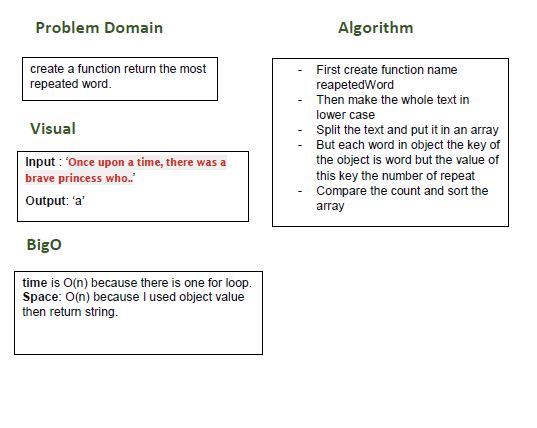 Problem Domain
create a function return the most
repeated word.
Visual
Input : ‘Once upon a time, there was a
brave princess who..’
Output: ‘a’
BigO
time is O(n) because there is one for loop.
Space: O(n) because I used object value
then return string.
Algorithm
- First create function name
reapetedWord
- Then make the whole text in
lower case
- Split the text and put it in an array
- But each word in object the key of
the object is word but the value of
this key the number of repeat
- Compare the count and sort the
array